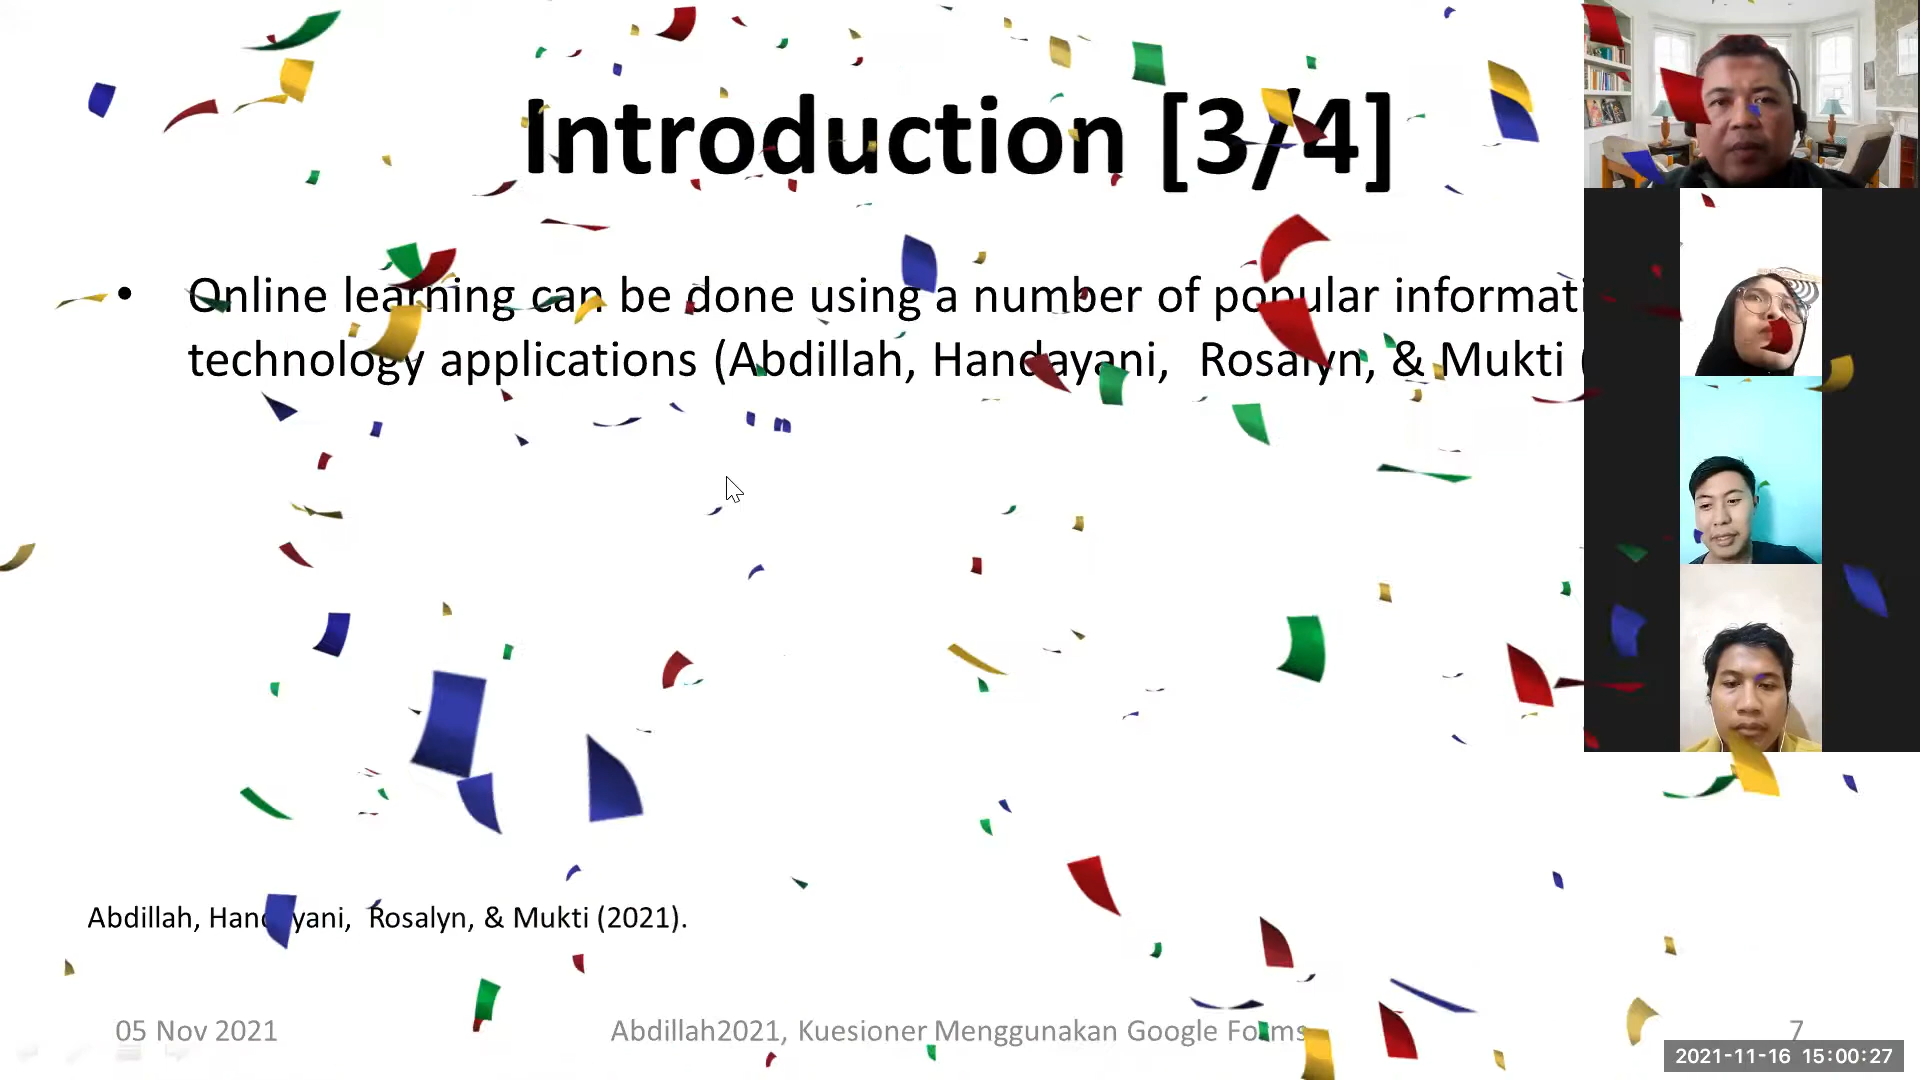 Introduction [3/4]
• Online learning can be done using a number of popular informati
technology applications (Abdillah, Handayani, Rosalyn, & Mukti (
Abdillah, Handayani, Rosalyn, & Mukti (2021).
05 Nov 2021
Abdillah2021, Kuesioner Menggunakan Google Forms
7
2021-11-16 15:00:27